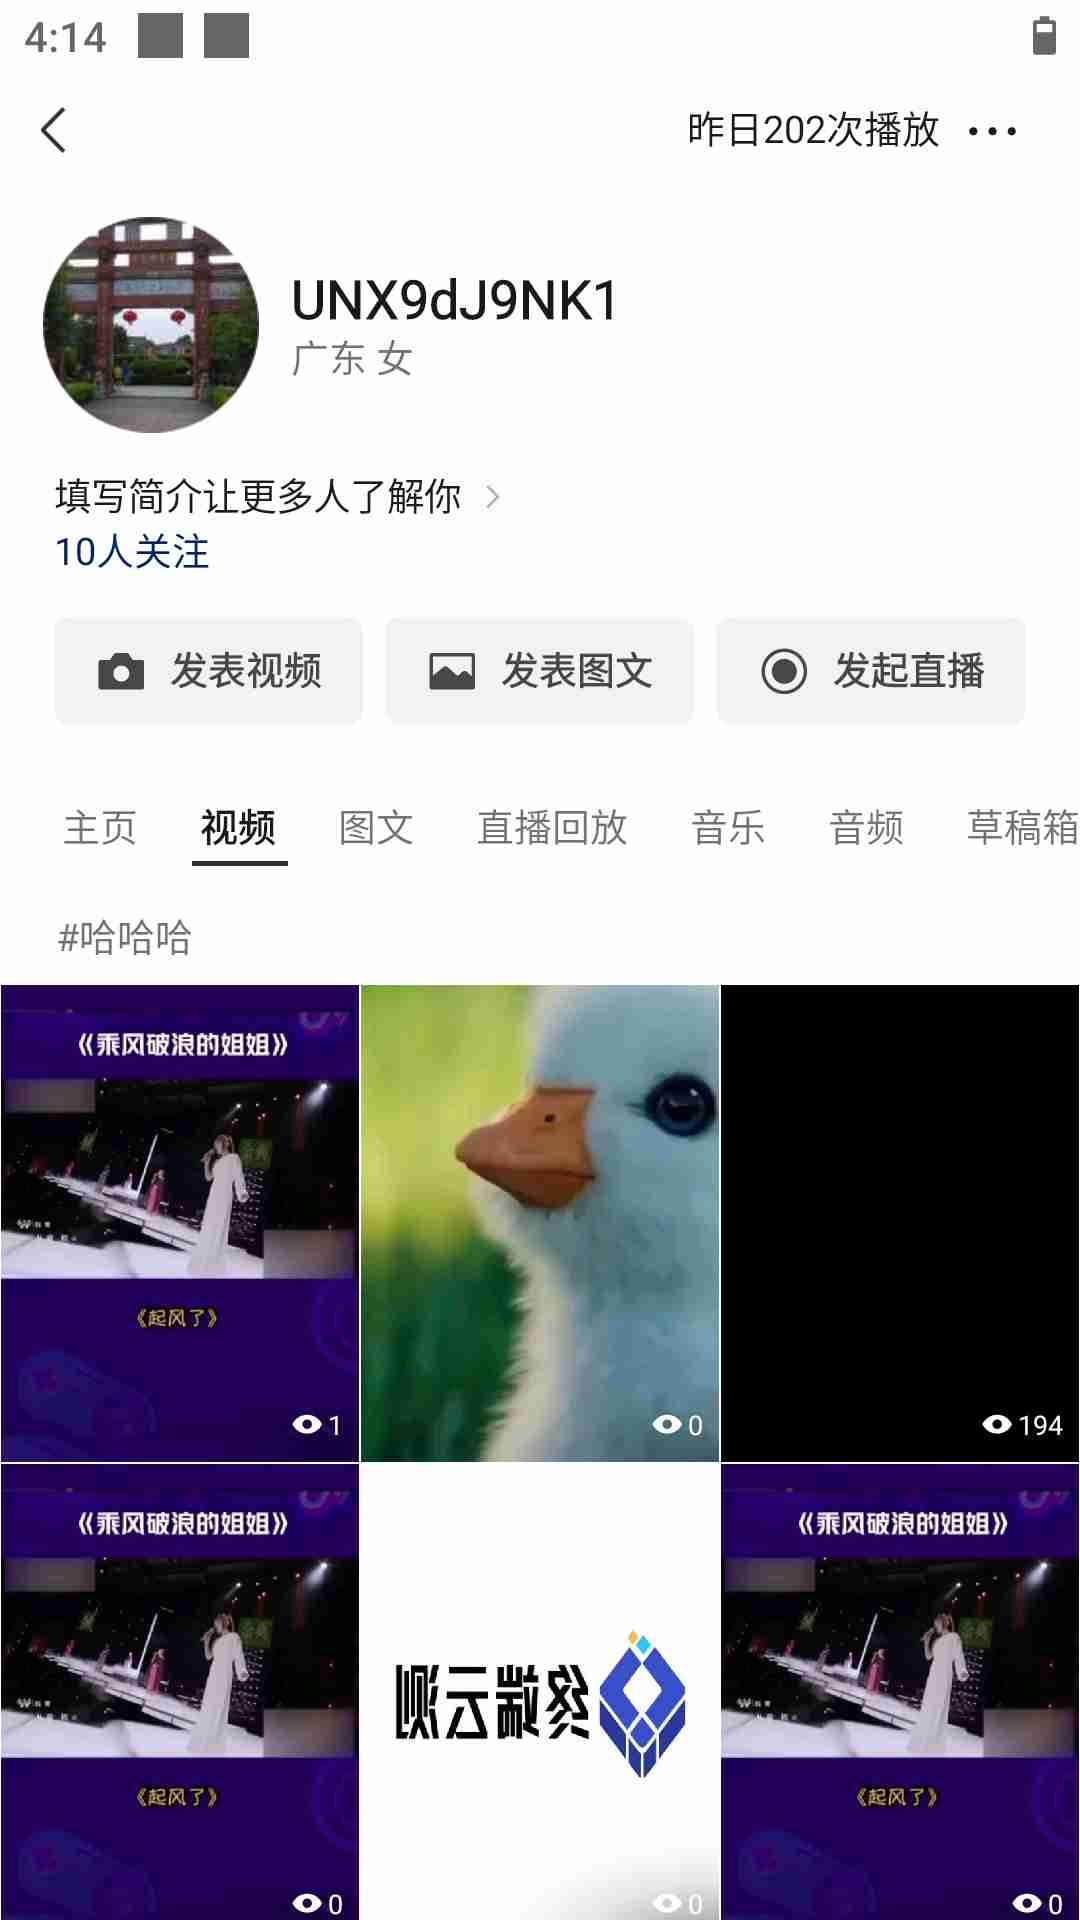 4:14
昨日202次播放
UNX9dJ9NK1
广东 女
填写简介让更多人了解你
10人关注
发表视频 发表图文 发起直播
主页 视频 图文 直播回放 音乐 音频 草稿箱
#哈哈哈
《乘风破浪的姐姐》
《起风了》
1
0
194
《乘风破浪的姐姐》
《起风了》
0
0
《乘风破浪的姐姐》
《起风了》
0